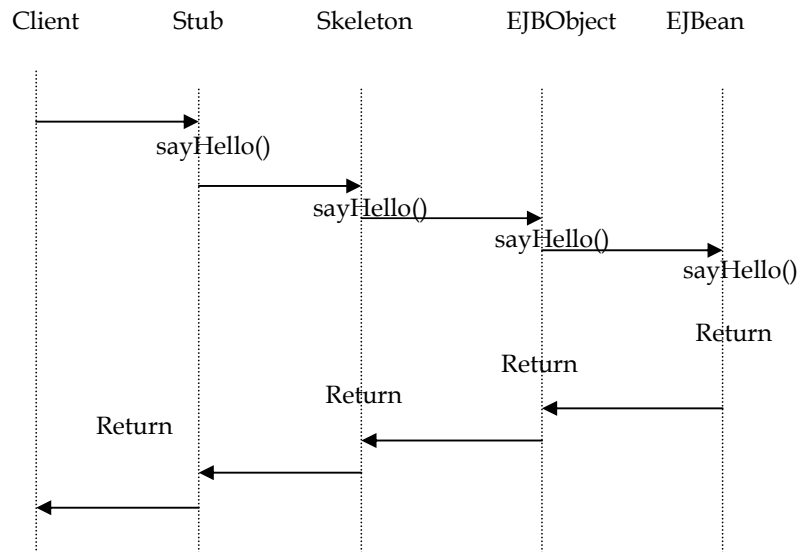 Client Stub Skeleton EJBObject EJBean
sayHello()
sayHello()
sayHello()
sayHello()
Return
Return
Return
Return